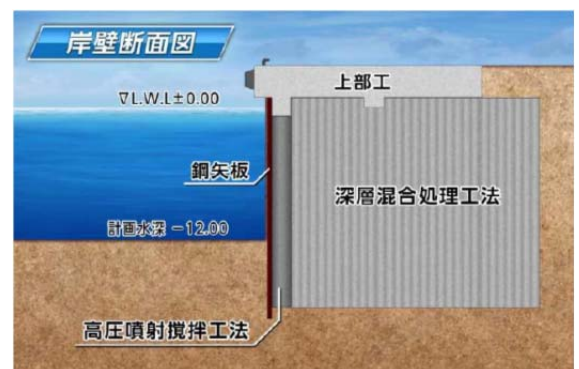 岸壁断面図
上部工
▽L.W.L±0.00
鋼矢板
深層混合処理工法
計画水深 −12.00
高圧噴射撹拌工法